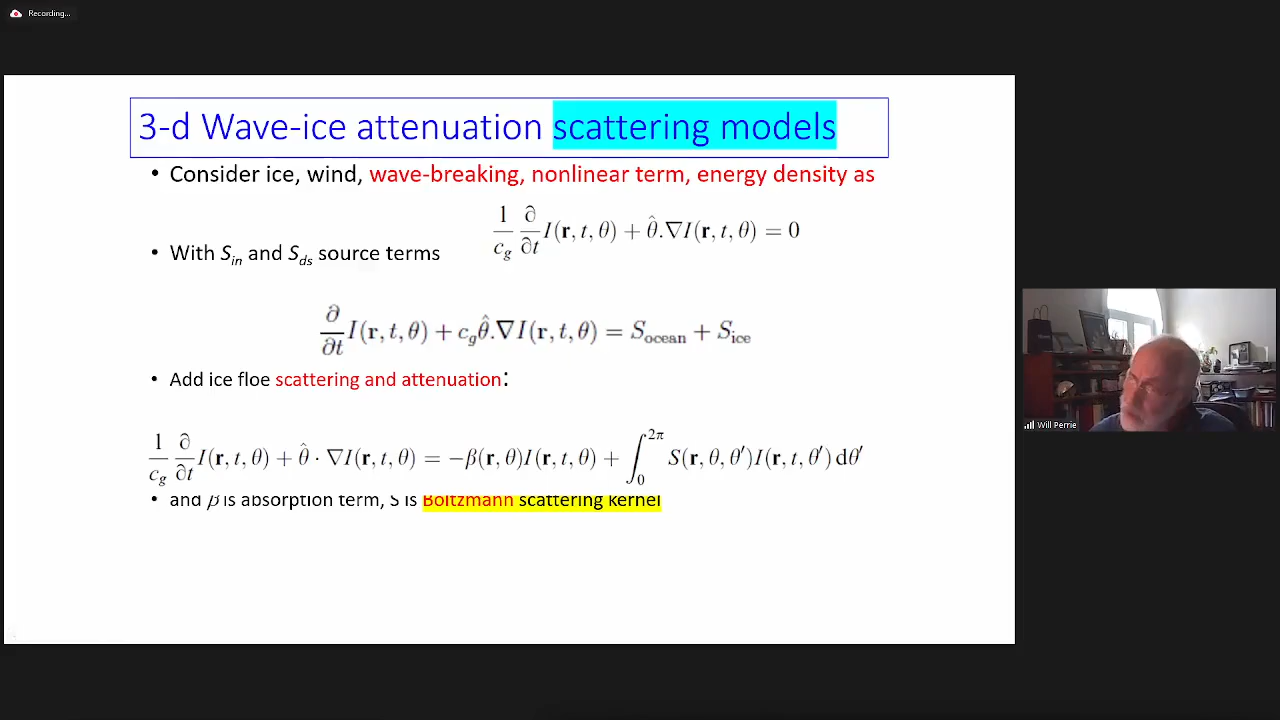 Recording...
3-d Wave-ice attenuation scattering models
• Consider ice, wind, wave-breaking, nonlinear term, energy density as
1/c_g ∂/∂t I(r, t, θ) + θ̂.∇I(r, t, θ) = 0
• With S_in and S_ds source terms
∂/∂t I(r, t, θ) + c_g θ̂.∇I(r, t, θ) = S_ocean + S_ice
• Add ice floe scattering and attenuation:
1/c_g ∂/∂t I(r, t, θ) + θ̂ · ∇I(r, t, θ) = −β(r, θ)I(r, t, θ) + ∫_0^2π S(r, θ, θ′)I(r, t, θ′) dθ′
• and β is absorption term, S is Boltzmann scattering kernel
Will Perrie